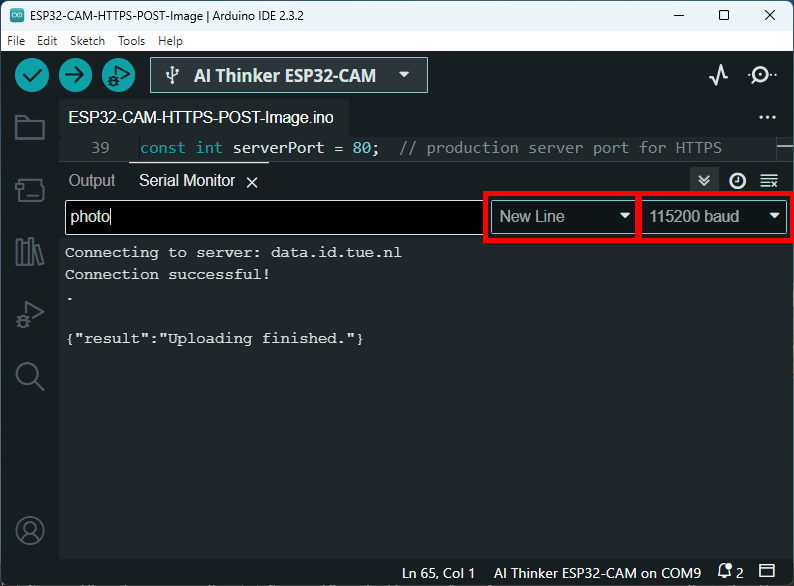 ESP32-CAM-HTTPS-POST-Image | Arduino IDE 2.3.2
File Edit Sketch Tools Help
AI Thinker ESP32-CAM
ESP32-CAM-HTTPS-POST-Image.ino
39 const int serverPort = 80; // production server port for HTTPS
Output Serial Monitor
photo New Line 115200 baud
Connecting to server: data.id.tue.nl
Connection successful!
.
{"result":"Uploading finished."}
Ln 65, Col 1 AI Thinker ESP32-CAM on COM9 2